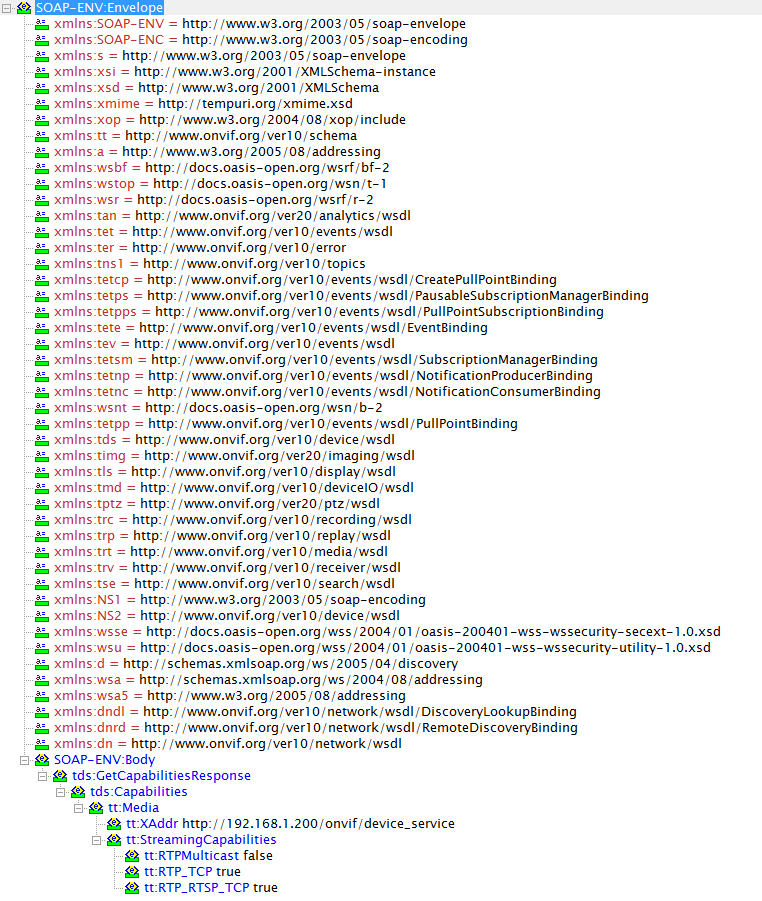 SOAP-ENV:Envelope
xmlns:SOAP-ENV = http://www.w3.org/2003/05/soap-envelope
xmlns:SOAP-ENC = http://www.w3.org/2003/05/soap-encoding
xmlns:s = http://www.w3.org/2003/05/soap-envelope
xmlns:xsi = http://www.w3.org/2001/XMLSchema-instance
xmlns:xsd = http://www.w3.org/2001/XMLSchema
xmlns:xmime = http://tempuri.org/xmime.xsd
xmlns:xop = http://www.w3.org/2004/08/xop/include
xmlns:tt = http://www.onvif.org/ver10/schema
xmlns:a = http://www.w3.org/2005/08/addressing
xmlns:wsbf = http://docs.oasis-open.org/wsrf/bf-2
xmlns:wstop = http://docs.oasis-open.org/wsn/t-1
xmlns:wsr = http://docs.oasis-open.org/wsrf/r-2
xmlns:tan = http://www.onvif.org/ver20/analytics/wsdl
xmlns:tet = http://www.onvif.org/ver10/events/wsdl
xmlns:ter = http://www.onvif.org/ver10/error
xmlns:tns1 = http://www.onvif.org/ver10/topics
xmlns:tetcp = http://www.onvif.org/ver10/events/wsdl/CreatePullPointBinding
xmlns:tetps = http://www.onvif.org/ver10/events/wsdl/PausableSubscriptionManagerBinding
xmlns:tetpps = http://www.onvif.org/ver10/events/wsdl/PullPointSubscriptionBinding
xmlns:tete = http://www.onvif.org/ver10/events/wsdl/EventBinding
xmlns:tev = http://www.onvif.org/ver10/events/wsdl
xmlns:tetsm = http://www.onvif.org/ver10/events/wsdl/SubscriptionManagerBinding
xmlns:tetnp = http://www.onvif.org/ver10/events/wsdl/NotificationProducerBinding
xmlns:tetnc = http://www.onvif.org/ver10/events/wsdl/NotificationConsumerBinding
xmlns:wsnt = http://docs.oasis-open.org/wsn/b-2
xmlns:tetpp = http://www.onvif.org/ver10/events/wsdl/PullPointBinding
xmlns:tds = http://www.onvif.org/ver10/device/wsdl
xmlns:timg = http://www.onvif.org/ver20/imaging/wsdl
xmlns:tls = http://www.onvif.org/ver10/display/wsdl
xmlns:tmd = http://www.onvif.org/ver10/deviceIO/wsdl
xmlns:tptz = http://www.onvif.org/ver20/ptz/wsdl
xmlns:trc = http://www.onvif.org/ver10/recording/wsdl
xmlns:trp = http://www.onvif.org/ver10/replay/wsdl
xmlns:trt = http://www.onvif.org/ver10/media/wsdl
xmlns:trv = http://www.onvif.org/ver10/receiver/wsdl
xmlns:tse = http://www.onvif.org/ver10/search/wsdl
xmlns:NS1 = http://www.w3.org/2003/05/soap-encoding
xmlns:NS2 = http://www.onvif.org/ver10/device/wsdl
xmlns:wsse = http://docs.oasis-open.org/wss/2004/01/oasis-200401-wss-wssecurity-secext-1.0.xsd
xmlns:wsu = http://docs.oasis-open.org/wss/2004/01/oasis-200401-wss-wssecurity-utility-1.0.xsd
xmlns:d = http://schemas.xmlsoap.org/ws/2005/04/discovery
xmlns:wsa = http://schemas.xmlsoap.org/ws/2004/08/addressing
xmlns:wsa5 = http://www.w3.org/2005/08/addressing
xmlns:dndl = http://www.onvif.org/ver10/network/wsdl/DiscoveryLookupBinding
xmlns:dnrd = http://www.onvif.org/ver10/network/wsdl/RemoteDiscoveryBinding
xmlns:dn = http://www.onvif.org/ver10/network/wsdl
SOAP-ENV:Body
tds:GetCapabilitiesResponse
tds:Capabilities
tt:Media
tt:XAddr http://192.168.1.200/onvif/device_service
tt:StreamingCapabilities
tt:RTPMulticast false
tt:RTP_TCP true
tt:RTP_RTSP_TCP true